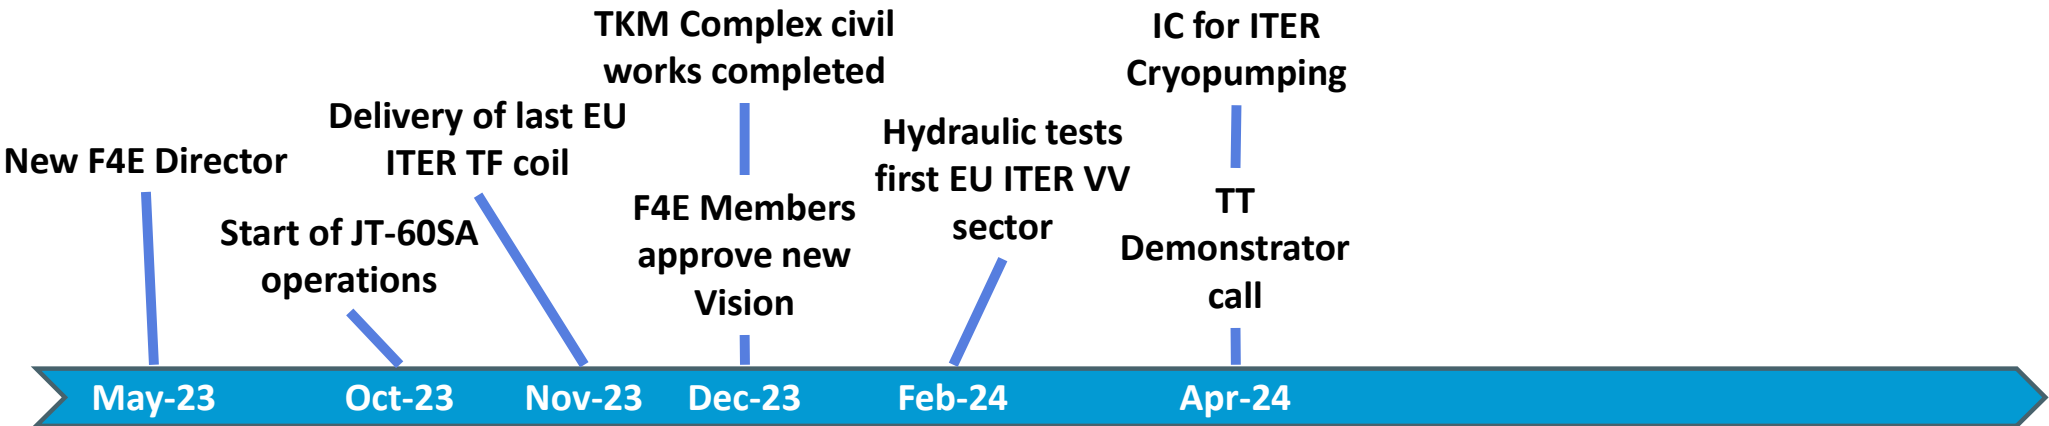 New F4E Director
Start of JT-60SA
operations
Delivery of last EU
ITER TF coil
TKM Complex civil
works completed
F4E Members
approve new
Vision
Hydraulic tests
first EU ITER VV
sector
IC for ITER
Cryopumping
TT
Demonstrator
call
May-23
Oct-23
Nov-23
Dec-23
Feb-24
Apr-24